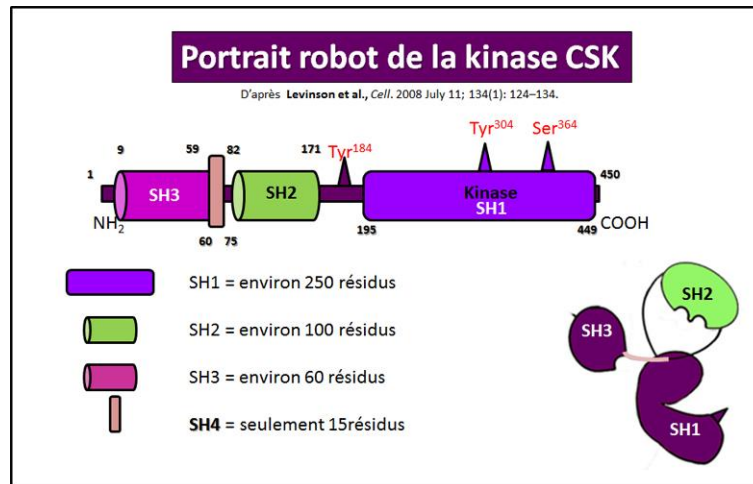 Portrait robot de la kinase CSK
D'après Levinson et al., Cell. 2008 July 11; 134(1): 124–134.
Tyr304 Ser364
9 59 82 171 Tyr184
1 450
SH3 SH2 Kinase
SH1
NH2 COOH
60 75 195 449
SH1 = environ 250 résidus
SH2 = environ 100 résidus
SH3 = environ 60 résidus
SH4 = seulement 15résidus
SH2
SH3
SH1